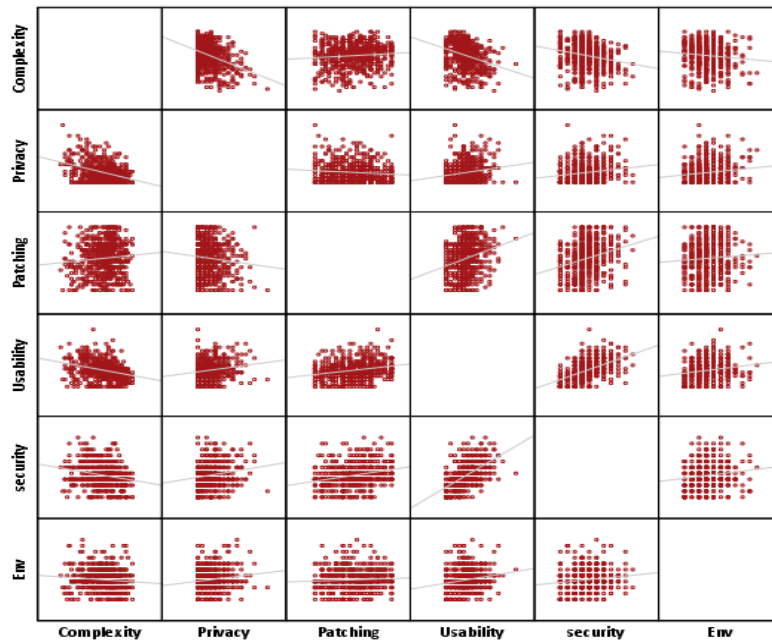 Complexity
Privacy
Patching
Usability
security
Env
Complexity Privacy Patching Usability security Env